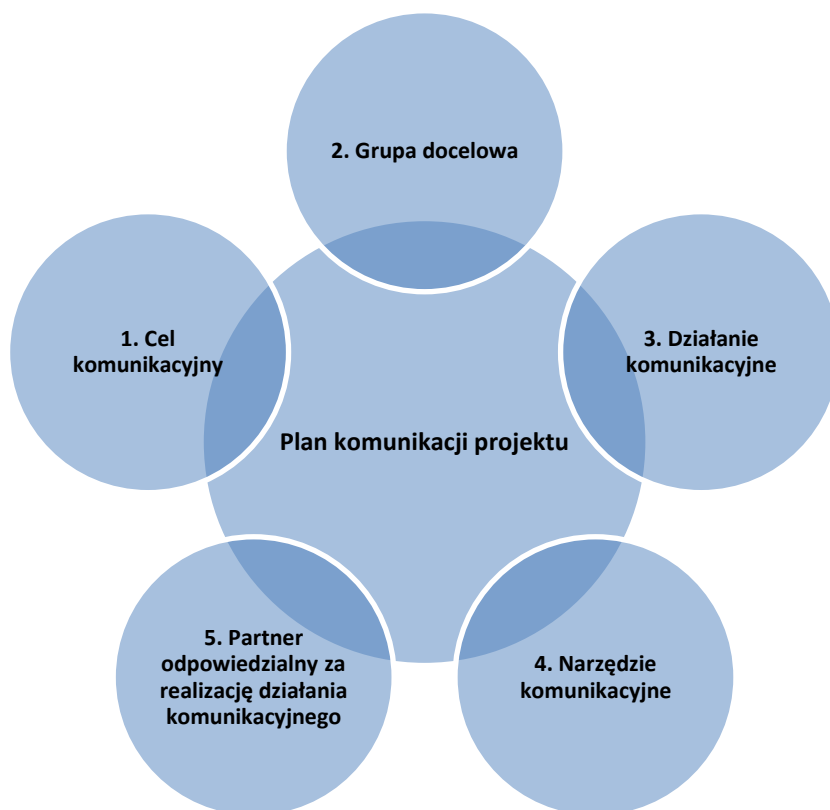 2. Grupa docelowa
1. Cel
komunikacyjny
3. Działanie
komunikacyjne
Plan komunikacji projektu
5. Partner
odpowiedzialny za
realizację działania
komunikacyjnego
4. Narzędzie
komunikacyjne